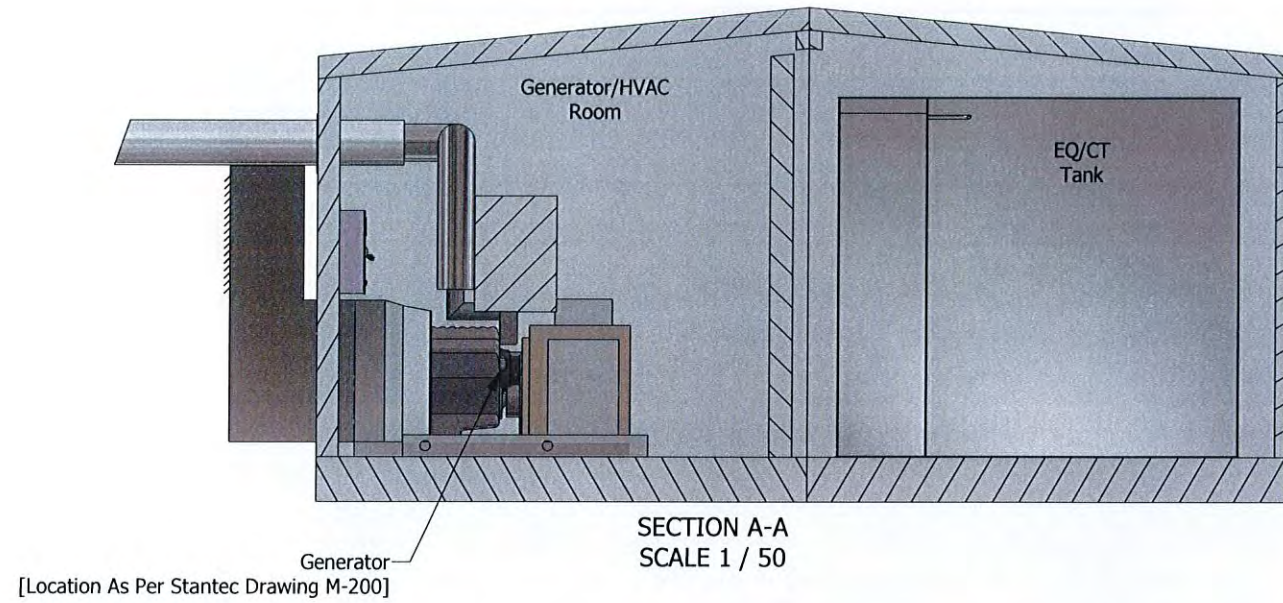 Generator/HVAC
Room
EQ/CT
Tank
SECTION A-A
SCALE 1 / 50
Generator
[Location As Per Stantec Drawing M-200]